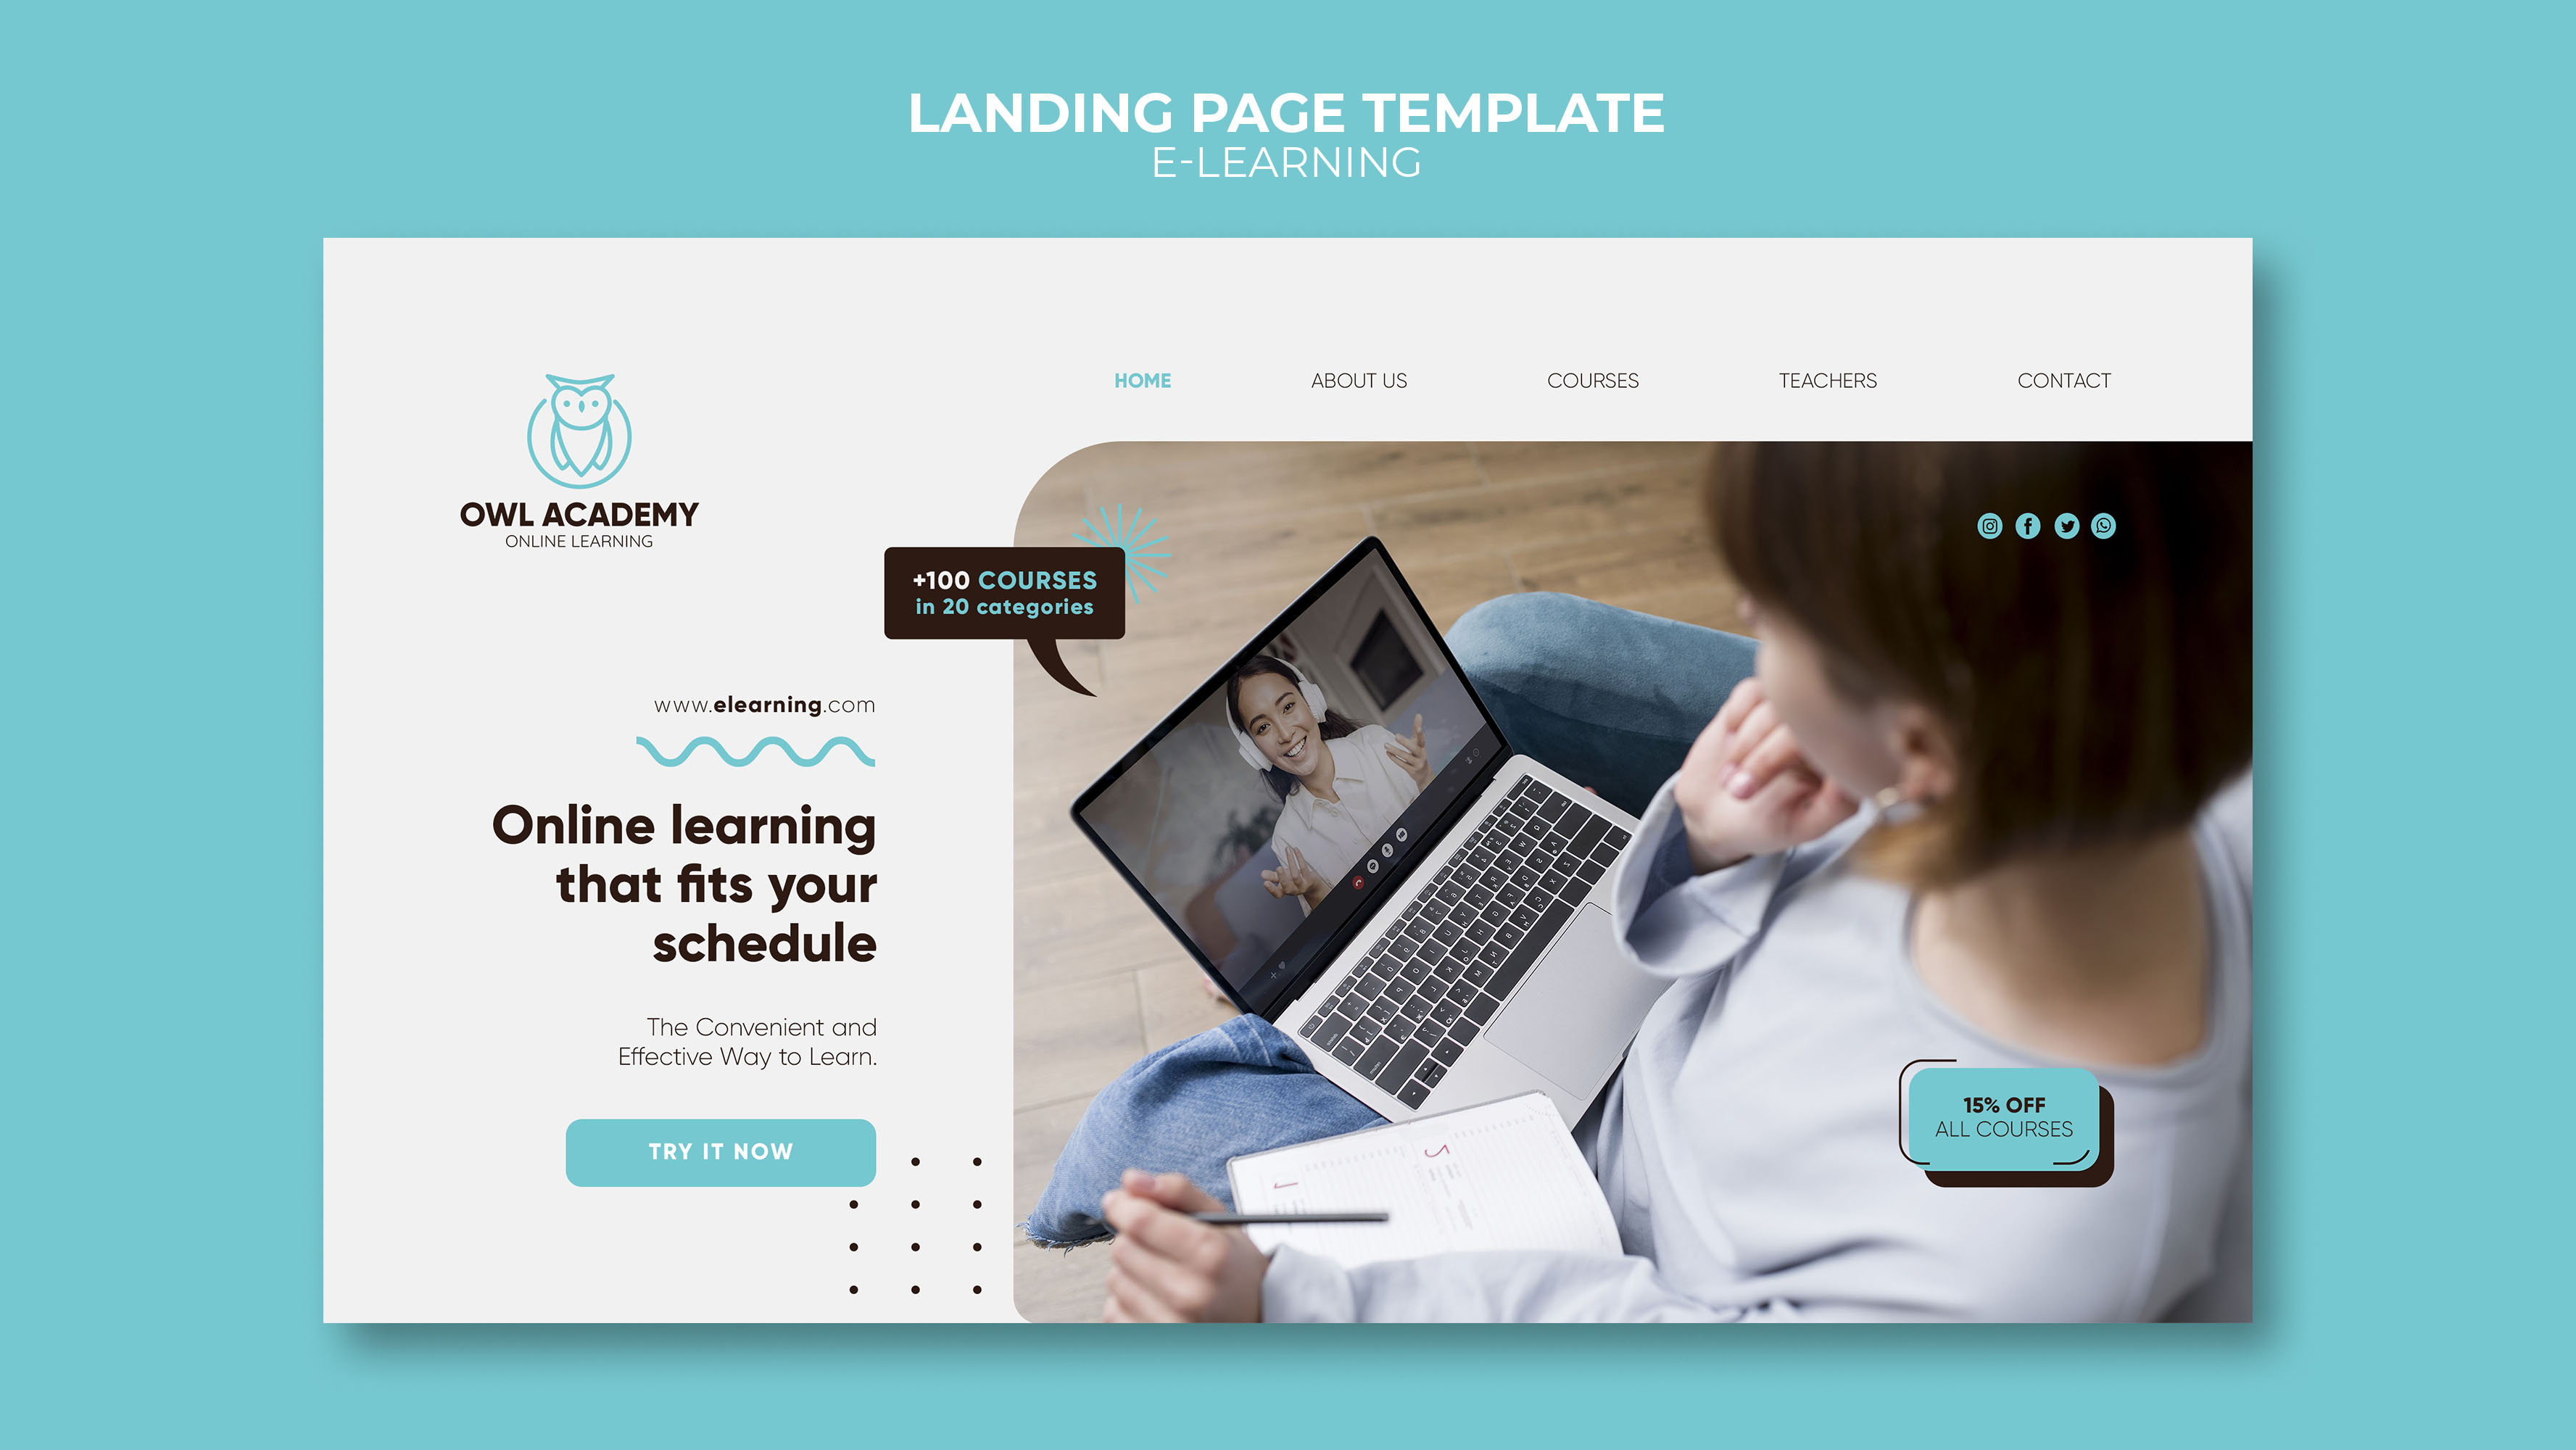 LANDING PAGE TEMPLATE
E-LEARNING
OWL ACADEMY
ONLINE LEARNING
HOME
ABOUT US
COURSES
TEACHERS
CONTACT
+100 COURSES
in 20 categories
www.elearning.com
Online learning
that fits your
schedule
The Convenient and
Effective Way to Learn.
TRY IT NOW
15% OFF
ALL COURSES